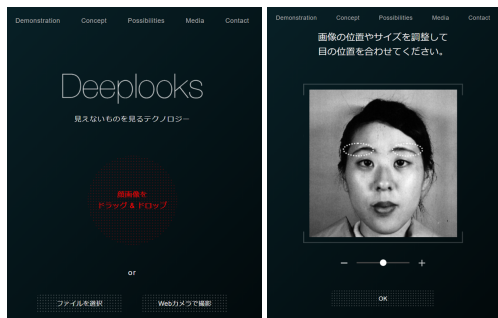 Demonstration Concept Possibilities Media Contact
Deeplooks
見えないものを見るテクノロジー
顔画像を
ドラッグ & ドロップ
or
ファイルを選択 Webカメラで撮影
Demonstration Concept Possibilities Media Contact
画像の位置やサイズを調整して
目の位置を合わせてください。
− +
OK